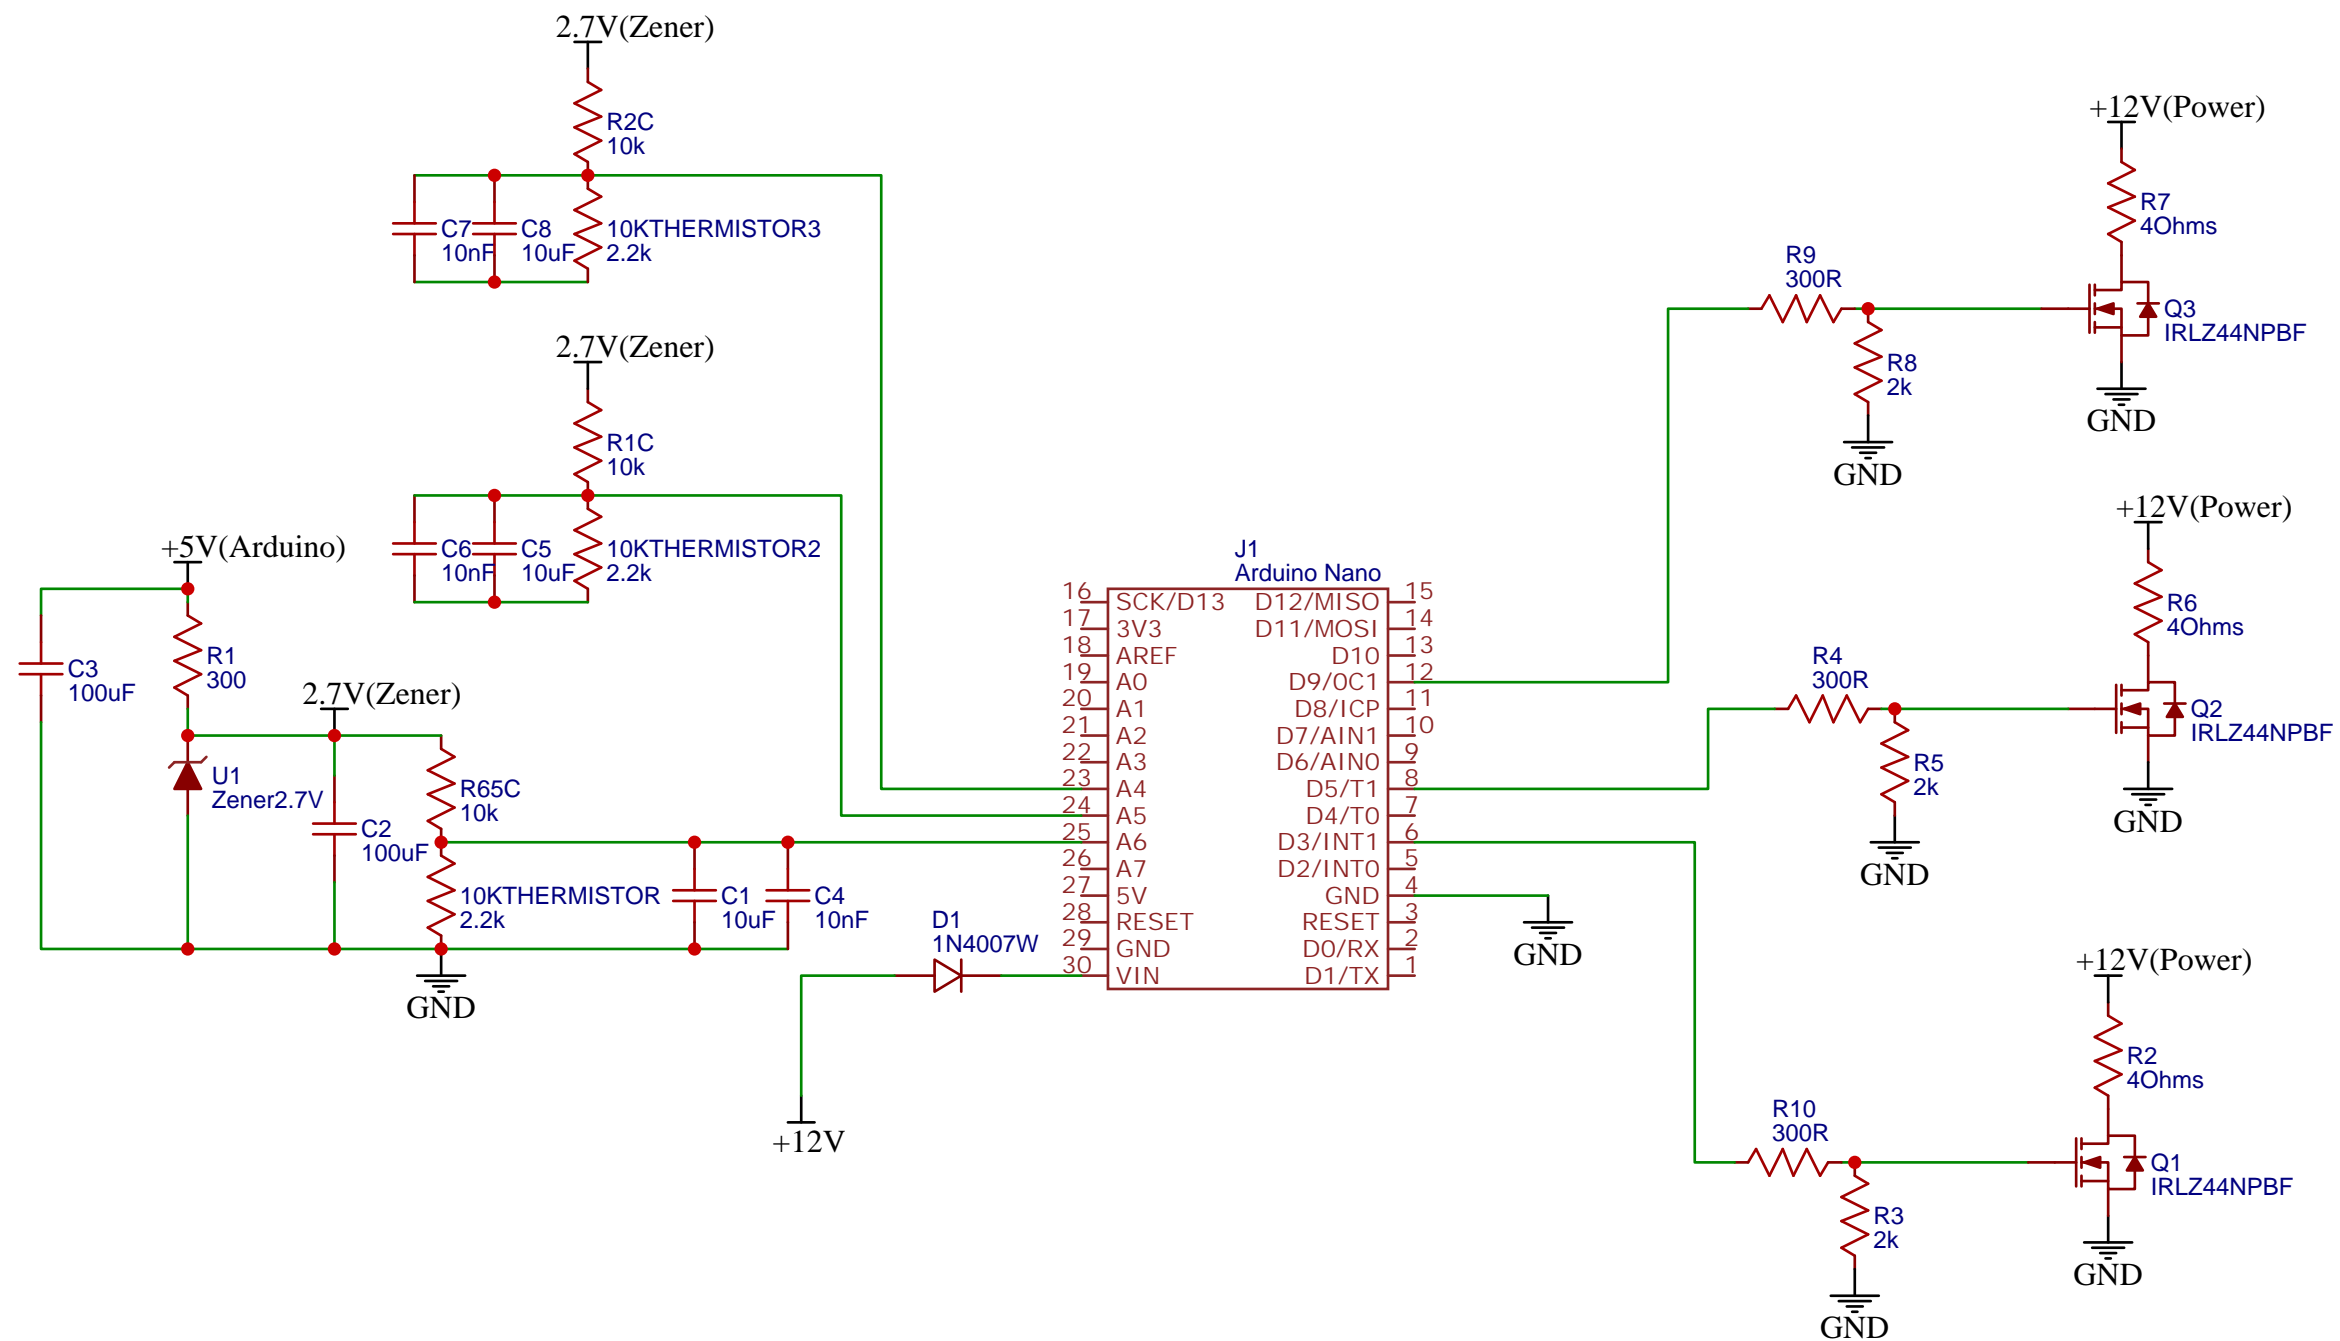 2.7V(Zener)
R2C
10k
C7
10nF
C8
10uF
10KTHERMISTOR3
2.2k
2.7V(Zener)
R1C
10k
C6
10nF
C5
10uF
10KTHERMISTOR2
2.2k
+5V(Arduino)
C3
100uF
R1
300
2.7V(Zener)
U1
Zener2.7V
C2
100uF
R65C
10k
10KTHERMISTOR
2.2k
C1
10uF
C4
10nF
GND
D1
1N4007W
+12V
J1
Arduino Nano
16 SCK/D13 D12/MISO 15
17 3V3 D11/MOSI 14
18 AREF D10 13
19 A0 D9/0C1 12
20 A1 D8/ICP 11
21 A2 D7/AIN1 10
22 A3 D6/AIN0 9
23 A4 D5/T1 8
24 A5 D4/T0 7
25 A6 D3/INT1 6
26 A7 D2/INT0 5
27 5V GND 4
28 RESET RESET 3
29 GND D0/RX 2
30 VIN D1/TX 1
GND
+12V(Power)
R7
4Ohms
R9
300R
R8
2k
GND
Q3
IRLZ44NPBF
GND
+12V(Power)
R6
4Ohms
R4
300R
R5
2k
GND
Q2
IRLZ44NPBF
GND
+12V(Power)
R2
4Ohms
R10
300R
R3
2k
GND
Q1
IRLZ44NPBF
GND